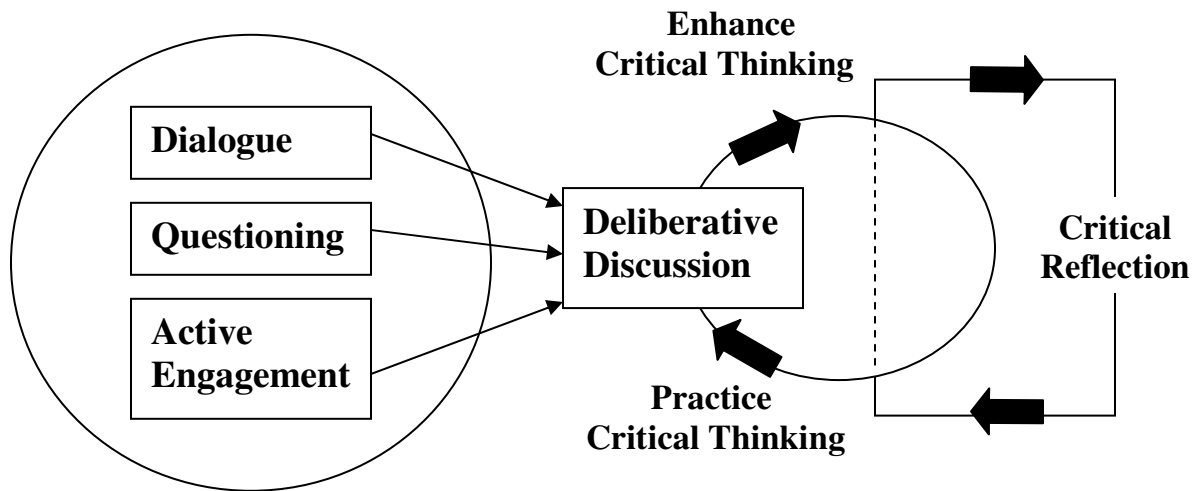 Enhance
Critical Thinking
Dialogue
Questioning
Active
Engagement
Deliberative
Discussion
Critical
Reflection
Practice
Critical Thinking